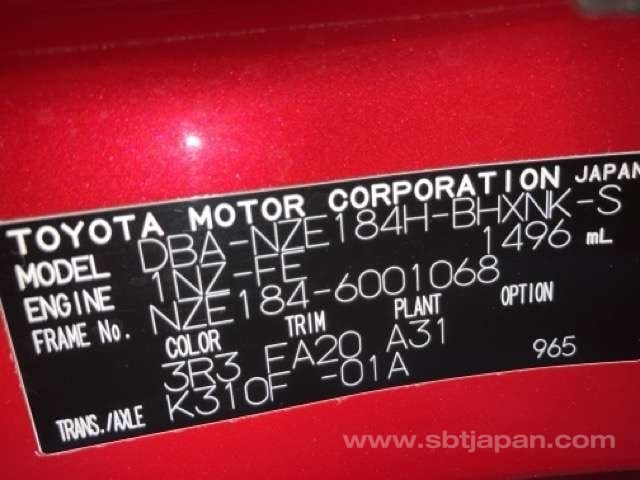 TOYOTA MOTOR CORPORATION JAPAN
MODEL DBA-NZE184H-BHXNK-S
ENGINE 1NZ-FE 1496 mL
FRAME No. NZE184-6001068
COLOR TRIM PLANT OPTION
3R3 FA20 A31
TRANS./AXLE K310F -01A 965
www.sbtjapan.com